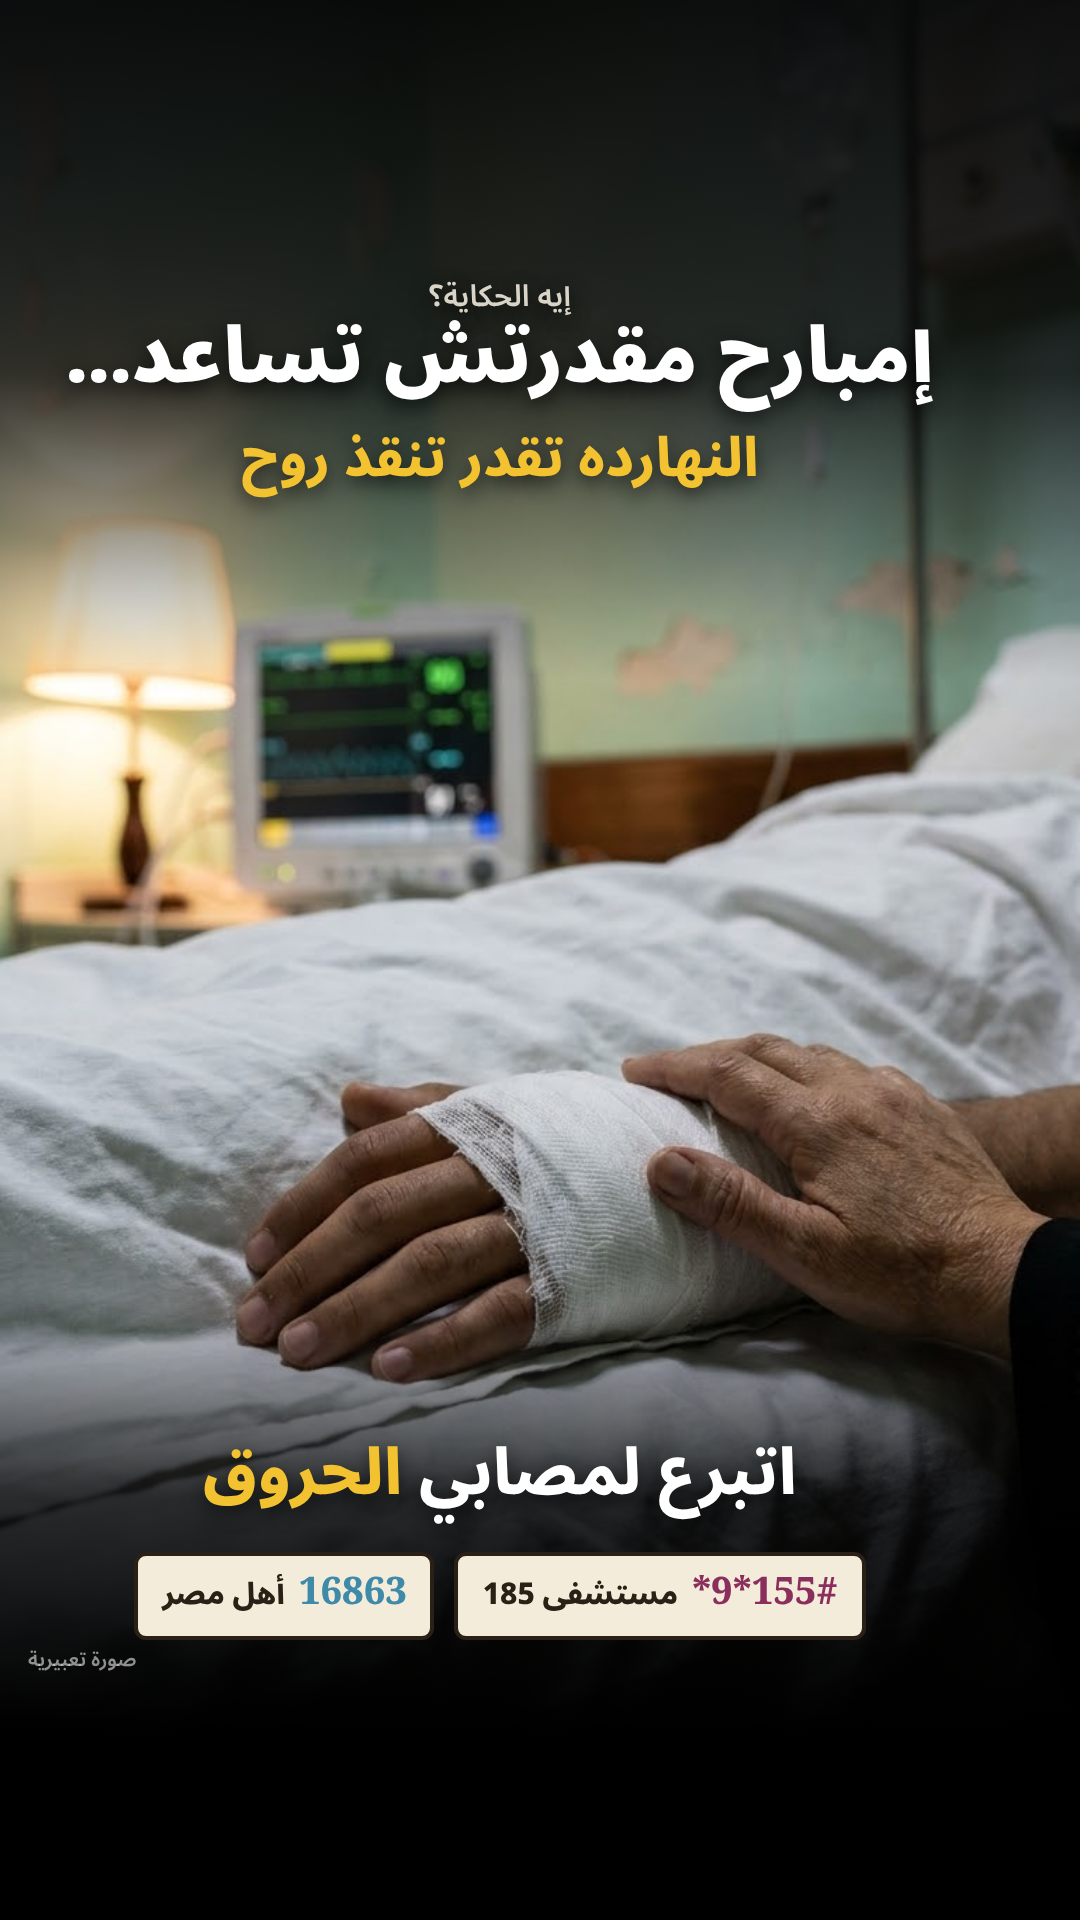 إيه الحكاية؟
إمبارح مقدرتش تساعد...
النهارده تقدر تنقذ روح
اتبرع لمصابي الحروق
*9*155# مستشفى 185
16863 أهل مصر
صورة تعبيرية